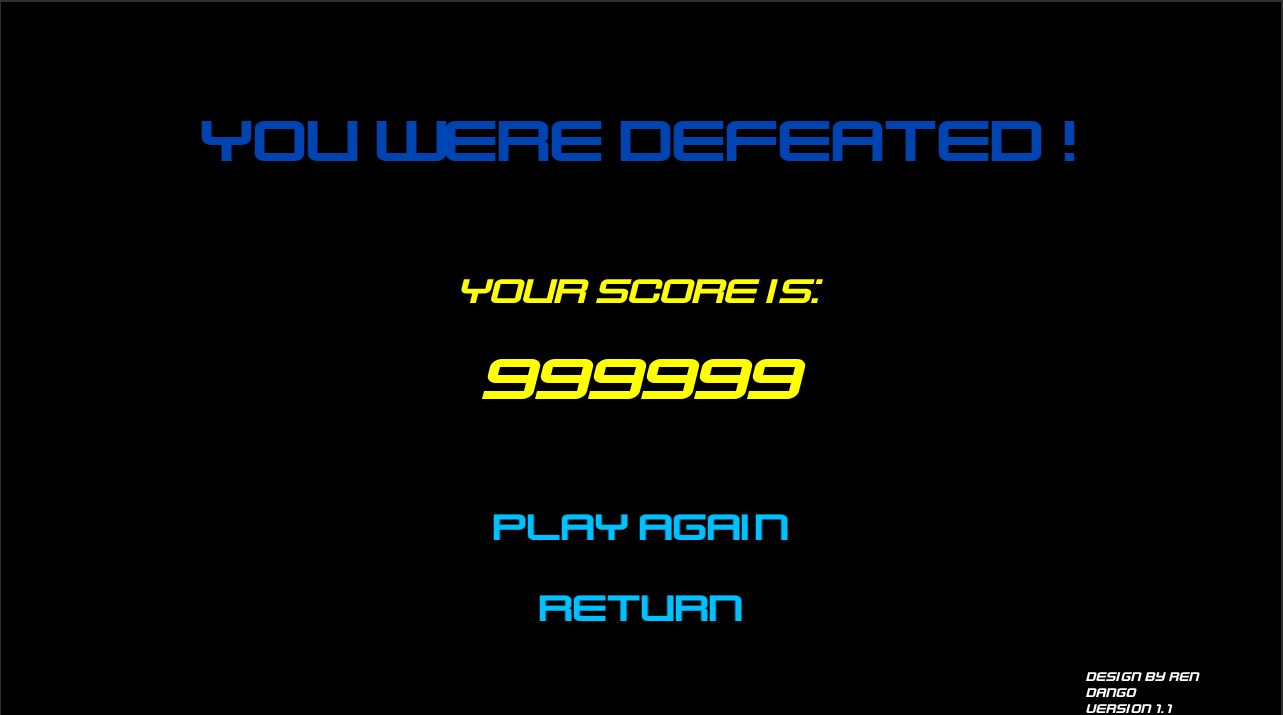 YOU WERE DEFEATED !
YOUR SCORE IS:
999999
PLAY AGAIN
RETURN
DESIGN BY REN
DANGO
VERSION 1.1